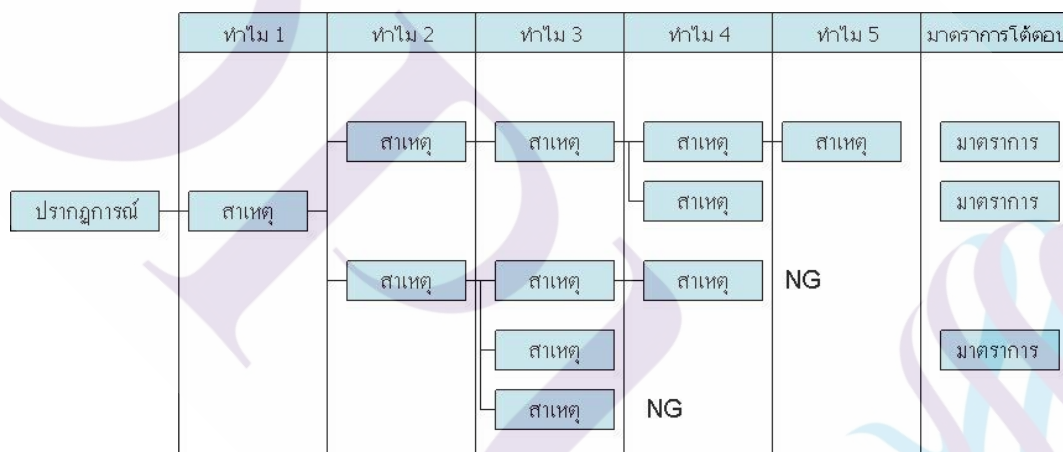 ทำไม 1 ทำไม 2 ทำไม 3 ทำไม 4 ทำไม 5 มาตราการโต้ตอบ
สาเหตุ สาเหตุ สาเหตุ สาเหตุ มาตราการ
สาเหตุ มาตราการ
ปรากฏการณ์ สาเหตุ
สาเหตุ สาเหตุ สาเหตุ NG
สาเหตุ มาตราการ
สาเหตุ NG